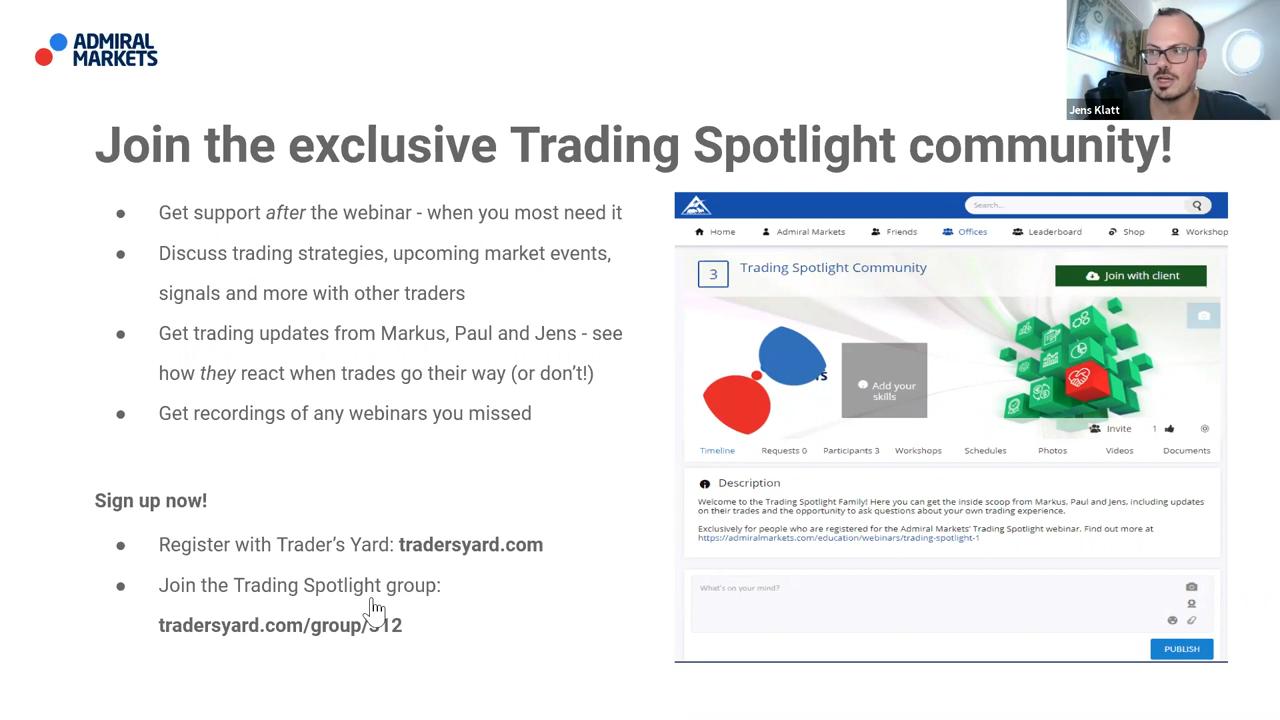 ADMIRAL
MARKETS
Jens Klatt
Join the exclusive Trading Spotlight community!
● Get support after the webinar - when you most need it
● Discuss trading strategies, upcoming market events,
signals and more with other traders
● Get trading updates from Markus, Paul and Jens - see
how they react when trades go their way (or don't!)
● Get recordings of any webinars you missed
Sign up now!
● Register with Trader's Yard: tradersyard.com
● Join the Trading Spotlight group:
tradersyard.com/group/
Search...
Home Admiral Markets Friends Offices Leaderboard Shop Workshop
3 Trading Spotlight Community Join with client
Add your
skills
Invite 1
Timeline Requests 0 Participants 3 Workshops Schedules Photos Videos Documents
Description
Welcome to the Trading Spotlight Family! Here you can get the inside scoop from Markus, Paul and Jens, including updates
on their trades and the opportunity to ask questions about your own trading experience.
Exclusively for people who are registered for the Admiral Markets' Trading Spotlight webinar. Find out more at
https://admiralmarkets.com/education/webinars/trading-spotlight-1
What's on your mind?
PUBLISH